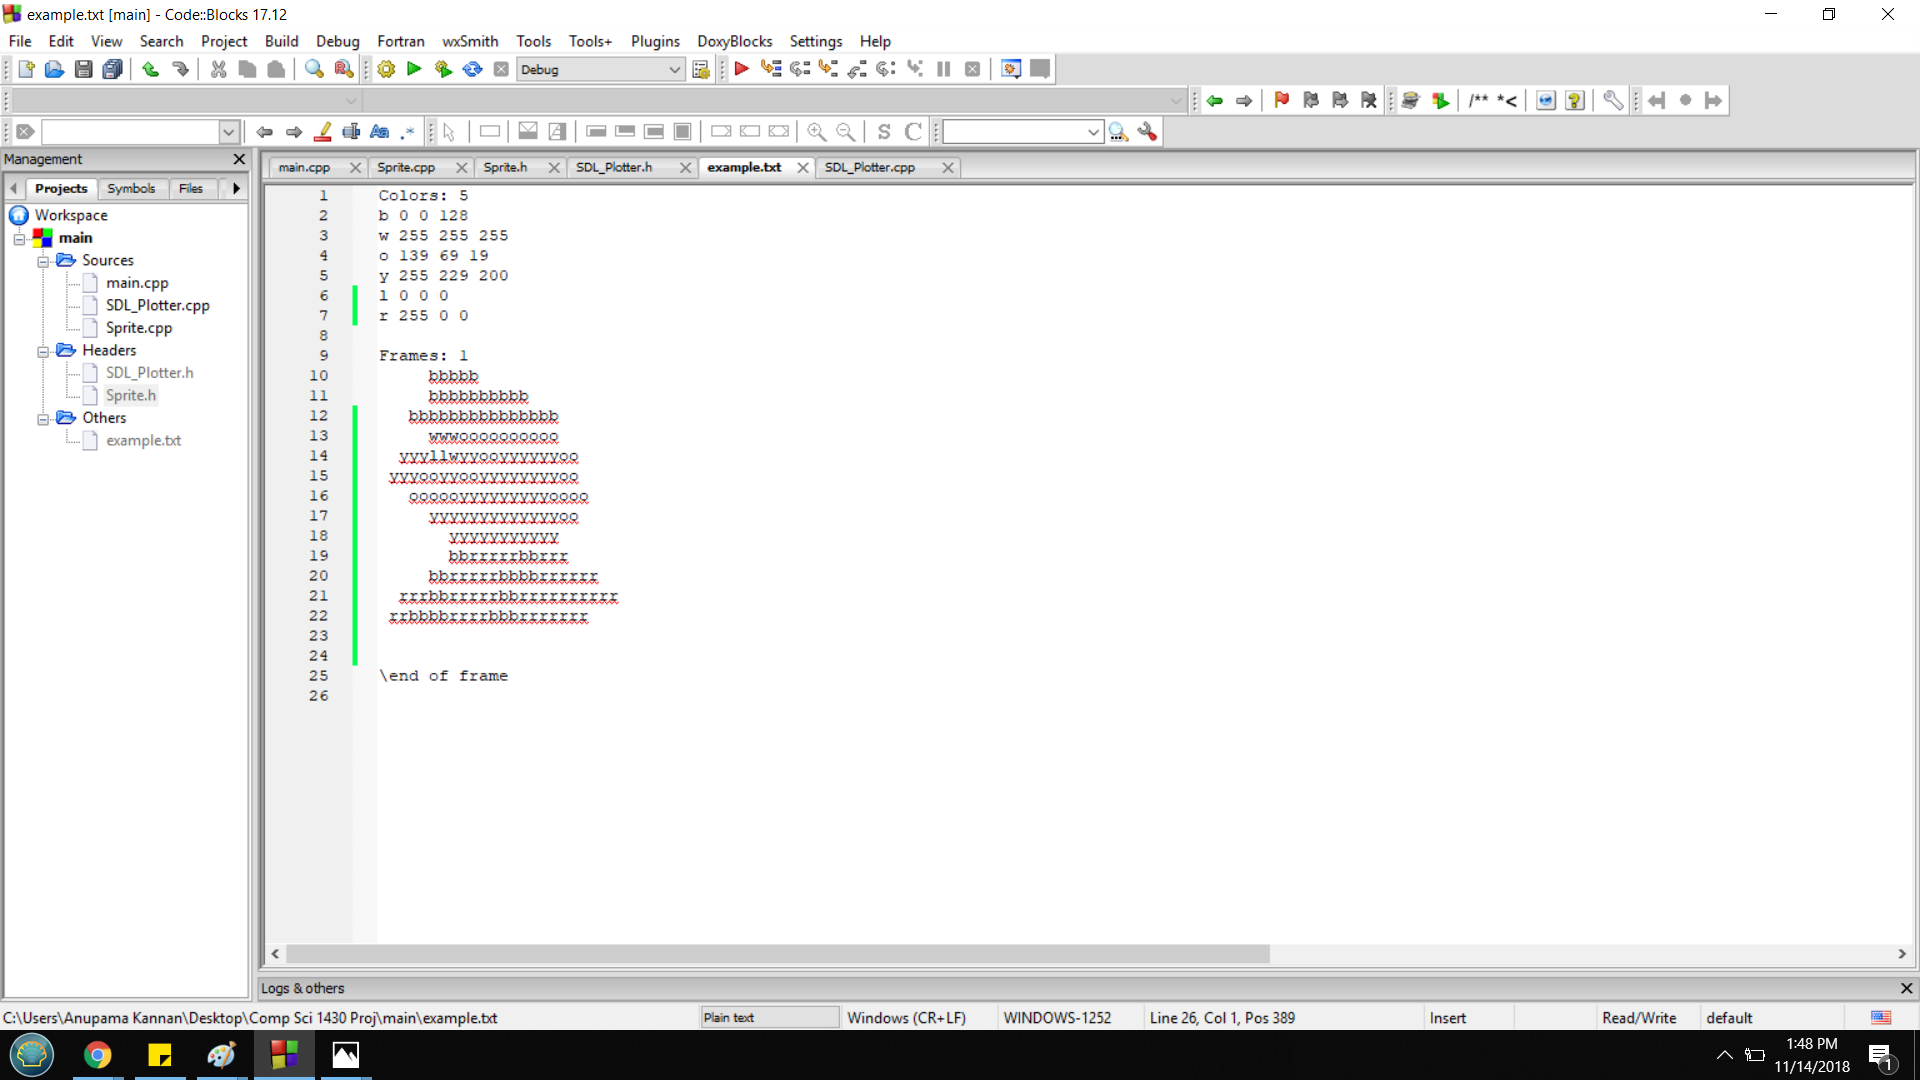 example.txt [main] - Code::Blocks 17.12
File Edit View Search Project Build Debug Fortran wxSmith Tools Tools+ Plugins DoxyBlocks Settings Help
Debug
/** *<
Management
Projects Symbols Files
Workspace
main
Sources
main.cpp
SDL_Plotter.cpp
Sprite.cpp
Headers
SDL_Plotter.h
Sprite.h
Others
example.txt
main.cpp Sprite.cpp Sprite.h SDL_Plotter.h example.txt SDL_Plotter.cpp
1 Colors: 5
2 b 0 0 128
3 w 255 255 255
4 o 139 69 19
5 y 255 229 200
6 l 0 0 0
7 r 255 0 0
8
9 Frames: 1
10      bbbbb
11      bbbbbbbbbb
12    bbbbbbbbbbbbbbb
13      wwwoooooooooo
14   yyyllwyyooyyyyyyoo
15  yyyooyyooyyyyyyyyoo
16    oooooyyyyyyyyyoooo
17      yyyyyyyyyyyyyoo
18        yyyyyyyyyyy
19        bbrrrrrbbrrr
20      bbrrrrrbbbbrrrrrr
21   rrrbbrrrrrbbrrrrrrrrrr
22  rrbbbbrrrrbbbrrrrrrr
23
24
25 \end of frame
26
Logs & others
C:\Users\Anupama Kannan\Desktop\Comp Sci 1430 Proj\main\example.txt Plain text Windows (CR+LF) WINDOWS-1252 Line 26, Col 1, Pos 389 Insert Read/Write default
1:48 PM
11/14/2018
1